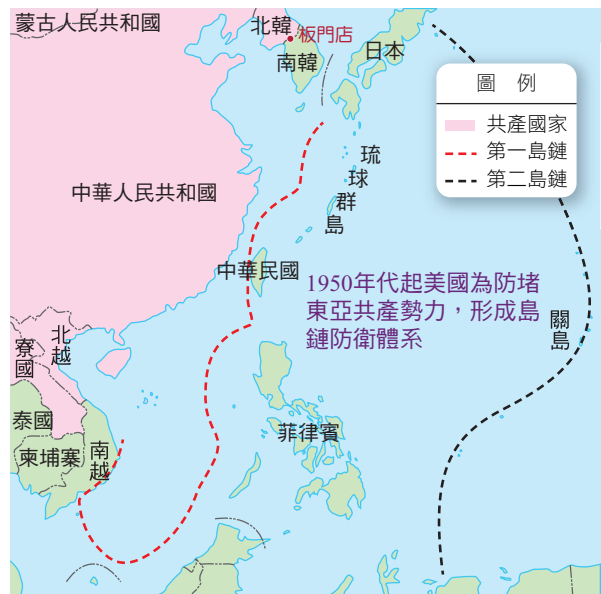 蒙古人民共和國
北韓
板門店
南韓
日本
圖 例
共產國家
第一島鏈
第二島鏈
琉球群島
中華人民共和國
中華民國
1950年代起美國為防堵
東亞共產勢力，形成島
鏈防衛體系
關島
北越
寮國
泰國
柬埔寨
南越
菲律賓